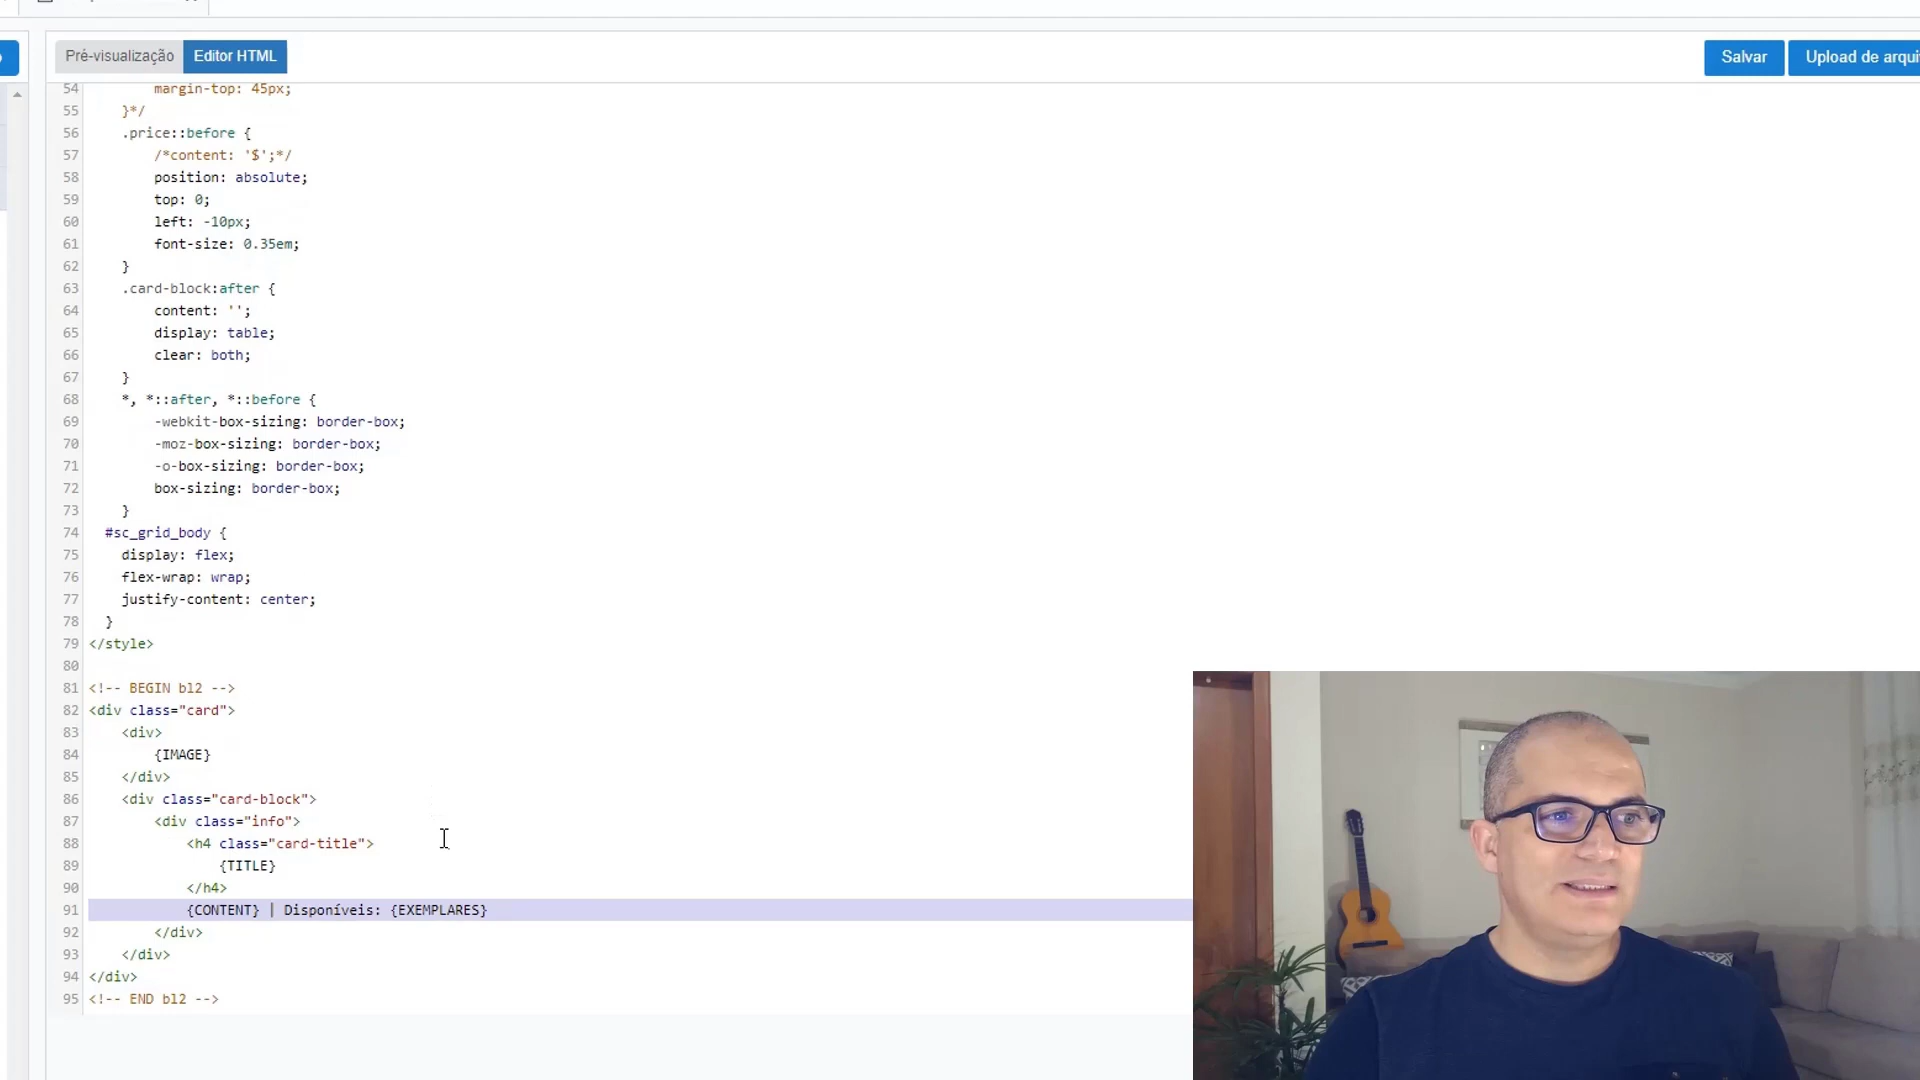 Pré-visualização Editor HTML Salvar Upload de arqui
54 margin-top: 45px;
55 }*/
56 .price::before {
57 /*content: '$';*/
58 position: absolute;
59 top: 0;
60 left: -10px;
61 font-size: 0.35em;
62 }
63 .card-block:after {
64 content: '';
65 display: table;
66 clear: both;
67 }
68 *, *::after, *::before {
69 -webkit-box-sizing: border-box;
70 -moz-box-sizing: border-box;
71 -o-box-sizing: border-box;
72 box-sizing: border-box;
73 }
74 #sc_grid_body {
75 display: flex;
76 flex-wrap: wrap;
77 justify-content: center;
78 }
79 </style>
80
81 <!-- BEGIN bl2 -->
82 <div class="card">
83 <div>
84 {IMAGE}
85 </div>
86 <div class="card-block">
87 <div class="info">
88 <h4 class="card-title">
89 {TITLE}
90 </h4>
91 {CONTENT} | Disponíveis: {EXEMPLARES}
92 </div>
93 </div>
94 </div>
95 <!-- END bl2 -->